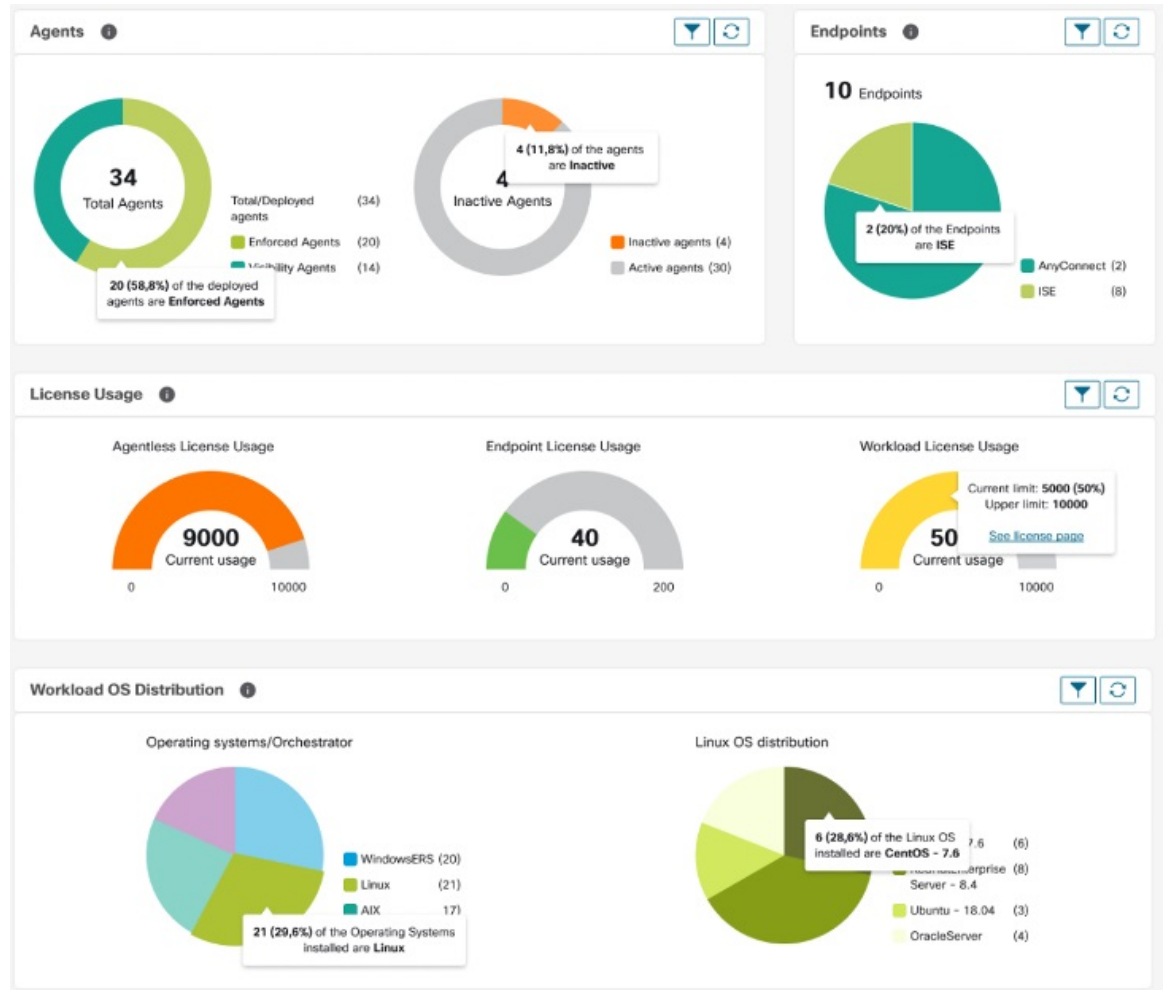 Agents
Endpoints
34
Total Agents
Total/Deployed agents (34)
Enforced Agents (20)
Visibility Agents (14)
20 (58,8%) of the deployed
agents are Enforced Agents
4 (11,8%) of the agents
are Inactive
4
Inactive Agents
Inactive agents (4)
Active agents (30)
10 Endpoints
2 (20%) of the Endpoints
are ISE
AnyConnect (2)
ISE (8)
License Usage
Agentless License Usage
9000
Current usage
0 10000
Endpoint License Usage
40
Current usage
0 200
Workload License Usage
Current limit: 5000 (50%)
Upper limit: 10000
See license page
50
Current usage
0 10000
Workload OS Distribution
Operating systems/Orchestrator
WindowsERS (20)
Linux (21)
AIX 17)
21 (29,6%) of the Operating Systems
installed are Linux
Linux OS distribution
6 (28,6%) of the Linux OS
installed are CentOS - 7.6
7.6 (6)
(8)
Server - 8.4
Ubuntu - 18.04 (3)
OracleServer (4)